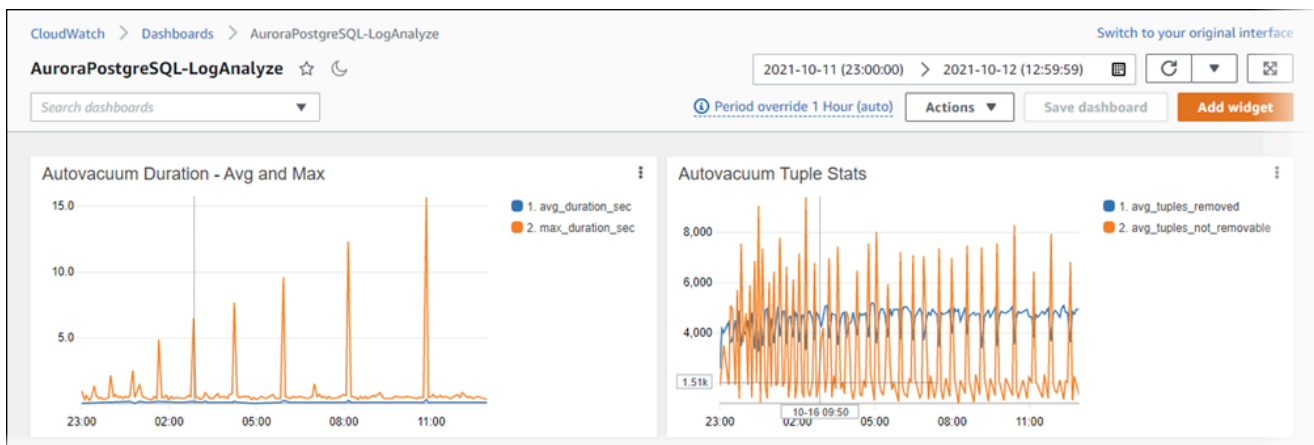 CloudWatch > Dashboards > AuroraPostgreSQL-LogAnalyze
Switch to your original interface
AuroraPostgreSQL-LogAnalyze
2021-10-11 (23:00:00) > 2021-10-12 (12:59:59)
Search dashboards
Period override 1 Hour (auto)
Actions
Save dashboard
Add widget
Autovacuum Duration - Avg and Max
15.0
10.0
5.0
23:00 02:00 05:00 08:00 11:00
1. avg_duration_sec
2. max_duration_sec
Autovacuum Tuple Stats
8,000
6,000
4,000
1.51k
10-16 09:50
23:00 02:00 05:00 08:00 11:00
1. avg_tuples_removed
2. avg_tuples_not_removable